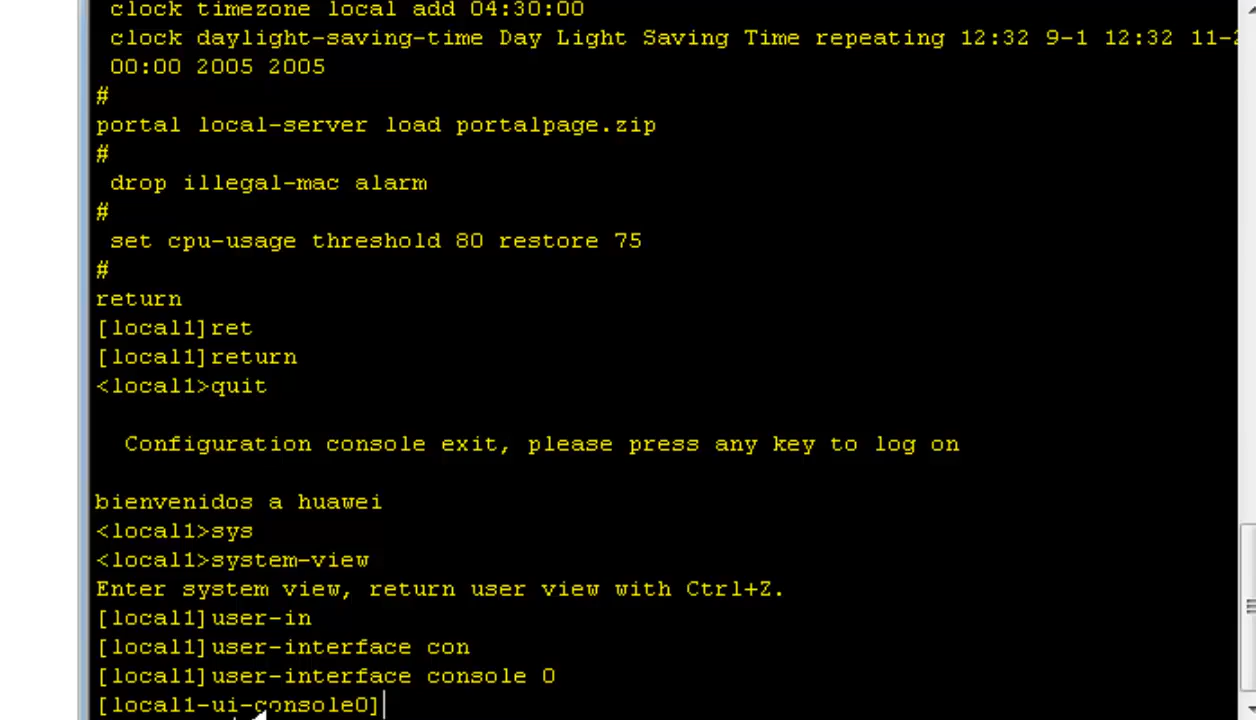 clock timezone local add 04:30:00
clock daylight-saving-time Day Light Saving Time repeating 12:32 9-1 12:32 11-
00:00 2005 2005
#
portal local-server load portalpage.zip
#
drop illegal-mac alarm
#
set cpu-usage threshold 80 restore 75
#
return
[local1]ret
[local1]return
<local1>quit
Configuration console exit, please press any key to log on
bienvenidos a huawei
<local1>sys
<local1>system-view
Enter system view, return user view with Ctrl+Z.
[local1]user-in
[local1]user-interface con
[local1]user-interface console 0
[local1-ui-console0]